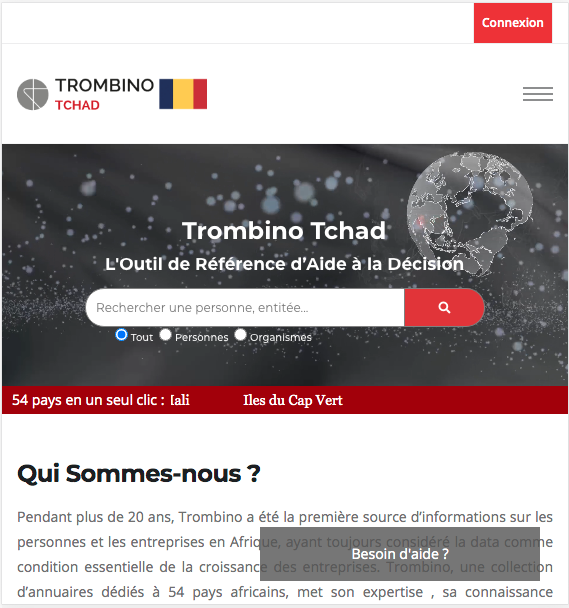 Connexion
TROMBINO
TCHAD
Trombino Tchad
L'Outil de Référence d’Aide à la Décision
Rechercher une personne, entitée...
Tout Personnes Organismes
54 pays en un seul clic : Iali Iles du Cap Vert
Qui Sommes-nous ?
Pendant plus de 20 ans, Trombino a été la première source d’informations sur les
personnes et les entreprises en Afrique, ayant toujours considéré la data comme
Besoin d'aide ?
condition essentielle de la croissance des entreprises. Trombino, une collection
d’annuaires dédiés à 54 pays africains, met son expertise , sa connaissance